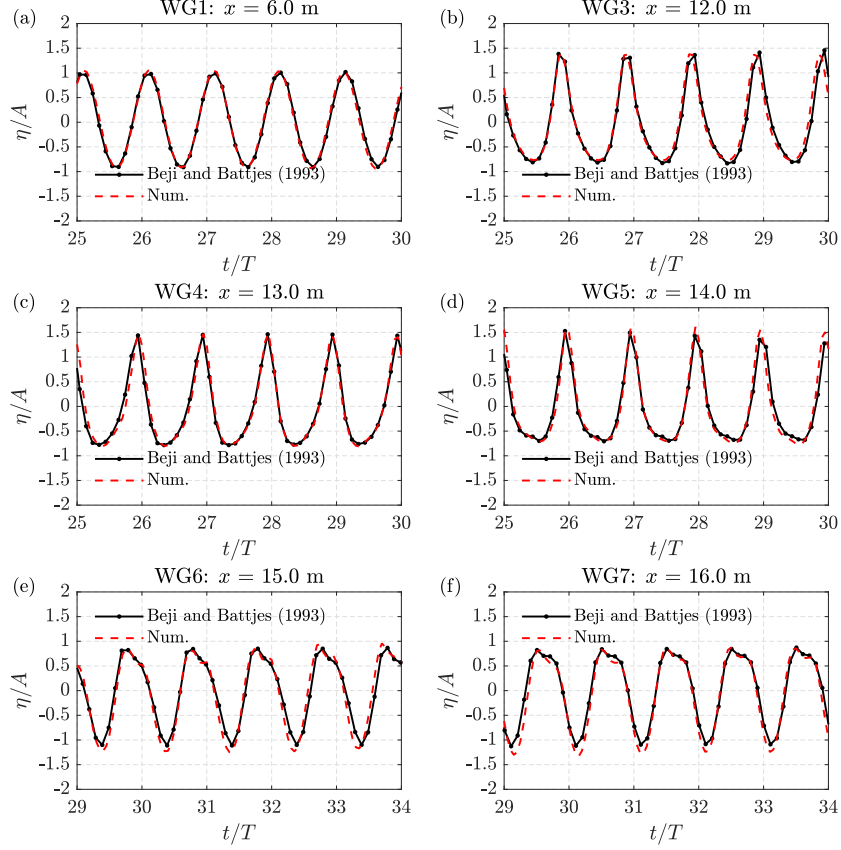 (a) WG1: x = 6.0 m
2
1.5
1
0.5
0
-0.5
-1
-1.5
-2
η/A
Beji and Battjes (1993)
Num.
25 26 27 28 29 30
t/T
(b) WG3: x = 12.0 m
2
1.5
1
0.5
0
-0.5
-1
-1.5
-2
η/A
Beji and Battjes (1993)
Num.
25 26 27 28 29 30
t/T
(c) WG4: x = 13.0 m
2
1.5
1
0.5
0
-0.5
-1
-1.5
-2
η/A
Beji and Battjes (1993)
Num.
25 26 27 28 29 30
t/T
(d) WG5: x = 14.0 m
2
1.5
1
0.5
0
-0.5
-1
-1.5
-2
η/A
Beji and Battjes (1993)
Num.
25 26 27 28 29 30
t/T
(e) WG6: x = 15.0 m
2
1.5
1
0.5
0
-0.5
-1
-1.5
-2
η/A
Beji and Battjes (1993)
Num.
29 30 31 32 33 34
t/T
(f) WG7: x = 16.0 m
2
1.5
1
0.5
0
-0.5
-1
-1.5
-2
η/A
Beji and Battjes (1993)
Num.
29 30 31 32 33 34
t/T